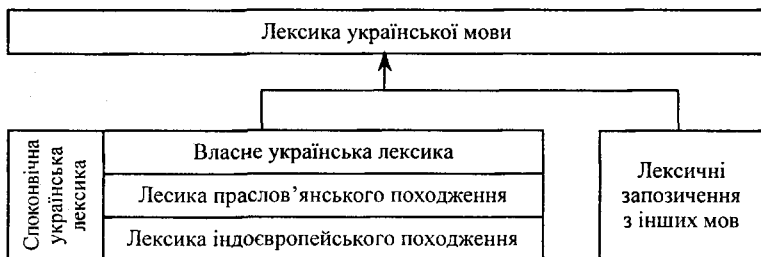 Лексика української мови
Споконвічна
українська
лексика
Власне українська лексика
Лесика праслов’янського походження
Лексика індоєвропейського походження
Лексичні
запозичення
з інших мов